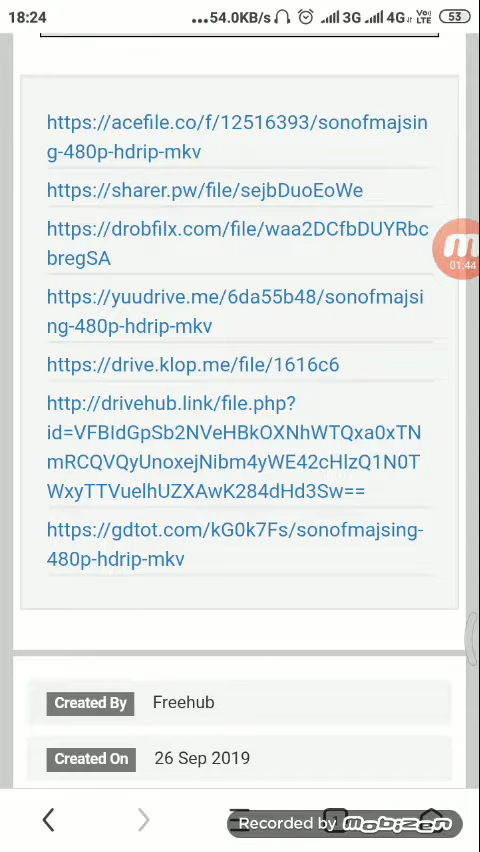 18:24
...54.0KB/s 3G 4G Vo)) LTE 53
https://acefile.co/f/12516393/sonofmajsin
g-480p-hdrip-mkv
https://sharer.pw/file/sejbDuoEoWe
https://drobfilx.com/file/waa2DCfbDUYRbc
bregSA
01:44
https://yuudrive.me/6da55b48/sonofmajsi
ng-480p-hdrip-mkv
https://drive.klop.me/file/1616c6
http://drivehub.link/file.php?
id=VFBIdGpSb2NVeHBkOXNhWTQxa0xTN
mRCQVQyUnoxejNibm4yWE42cHlzQ1N0T
WxyTTVuelhUZXAwK284dHd3Sw==
https://gdtot.com/kG0k7Fs/sonofmajsing-
480p-hdrip-mkv
Created By Freehub
Created On 26 Sep 2019
Recorded by mobizen